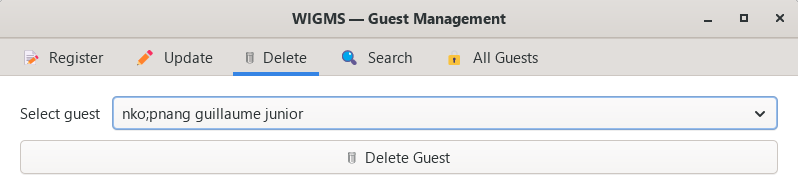 WIGMS — Guest Management
Register Update Delete Search All Guests
Select guest nko;pnang guillaume junior
Delete Guest